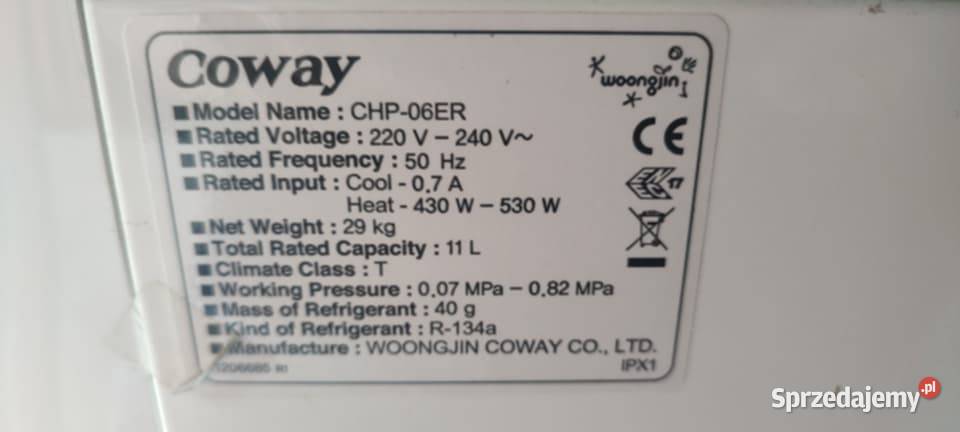 Coway
woongjin
■ Model Name : CHP-06ER
■ Rated Voltage : 220 V – 240 V~
■ Rated Frequency : 50 Hz
■ Rated Input : Cool - 0.7 A
Heat - 430 W – 530 W
■ Net Weight : 29 kg
■ Total Rated Capacity : 11 L
■ Climate Class : T
■ Working Pressure : 0.07 MPa – 0.82 MPa
■ Mass of Refrigerant : 40 g
■ Kind of Refrigerant : R-134a
■ Manufacture : WOONGJIN COWAY CO., LTD.
IPX1
CE
17
Sprzedajemy.pl